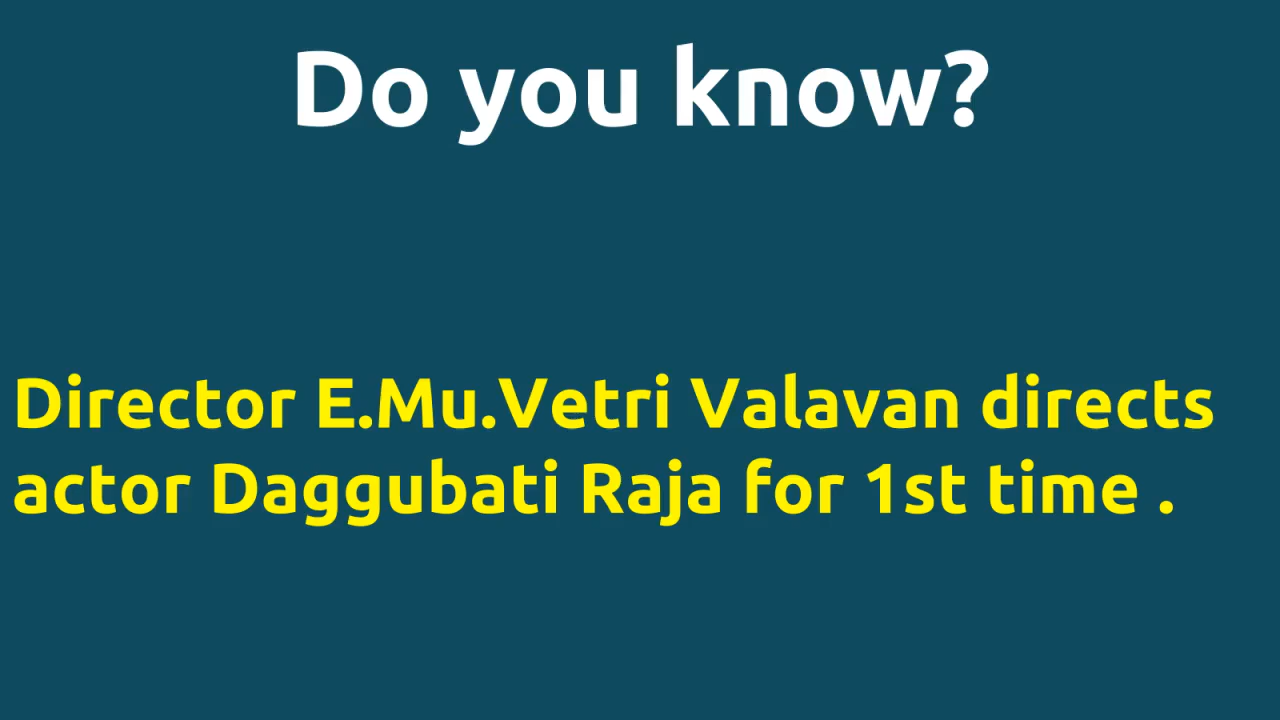 Do you know?
Director E.Mu.Vetri Valavan directs
actor Daggubati Raja for 1st time .